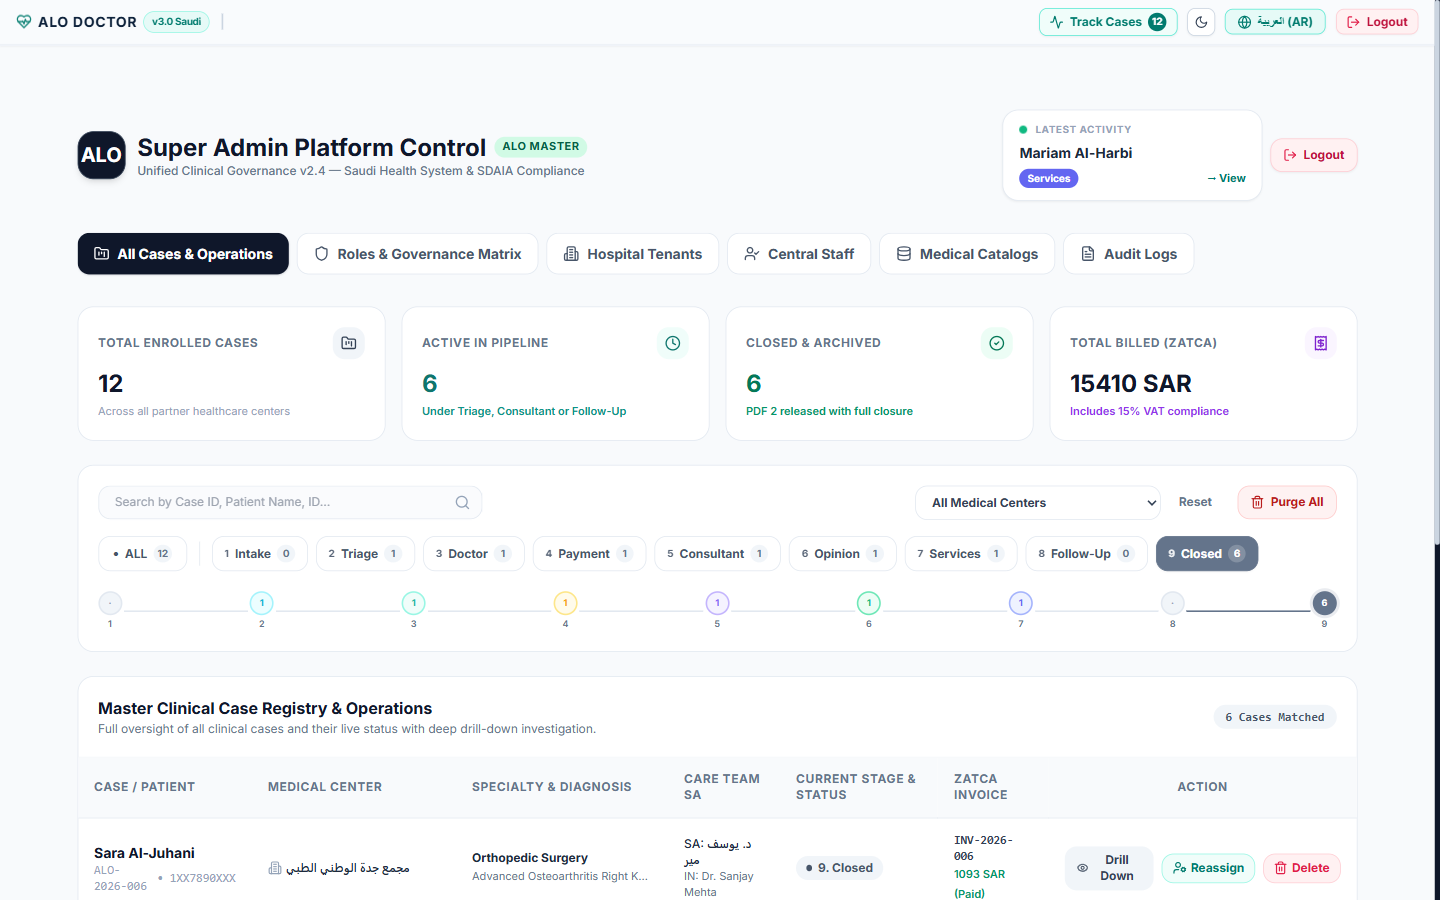 ALO DOCTOR v3.0 Saudi
Track Cases 12
العربية (AR)
Logout
ALO
Super Admin Platform Control ALO MASTER
Unified Clinical Governance v2.4 — Saudi Health System & SDAIA Compliance
LATEST ACTIVITY
Mariam Al-Harbi
Services → View
Logout
All Cases & Operations
Roles & Governance Matrix
Hospital Tenants
Central Staff
Medical Catalogs
Audit Logs
TOTAL ENROLLED CASES
12
Across all partner healthcare centers
ACTIVE IN PIPELINE
6
Under Triage, Consultant or Follow-Up
CLOSED & ARCHIVED
6
PDF 2 released with full closure
TOTAL BILLED (ZATCA)
15410 SAR
Includes 15% VAT compliance
Search by Case ID, Patient Name, ID...
All Medical Centers
Reset
Purge All
• ALL 12
1 Intake 0
2 Triage 1
3 Doctor 1
4 Payment 1
5 Consultant 1
6 Opinion 1
7 Services 1
8 Follow-Up 0
9 Closed 6
· 1 1 1 1 1 1 · 6
1 2 3 4 5 6 7 8 9
Master Clinical Case Registry & Operations
Full oversight of all clinical cases and their live status with deep drill-down investigation.
6 Cases Matched
CASE / PATIENT
MEDICAL CENTER
SPECIALTY & DIAGNOSIS
CARE TEAM
SA
CURRENT STAGE &
STATUS
ZATCA
INVOICE
ACTION
Sara Al-Juhani
ALO-
2026-006 • 1XX7890XXX
مجمع جدة الوطني الطبي
Orthopedic Surgery
Advanced Osteoarthritis Right K...
SA: د. يوسف
مير
IN: Dr. Sanjay
Mehta
• 9. Closed
INV-2026-
006
1093 SAR
(Paid)
Drill
Down
Reassign
Delete